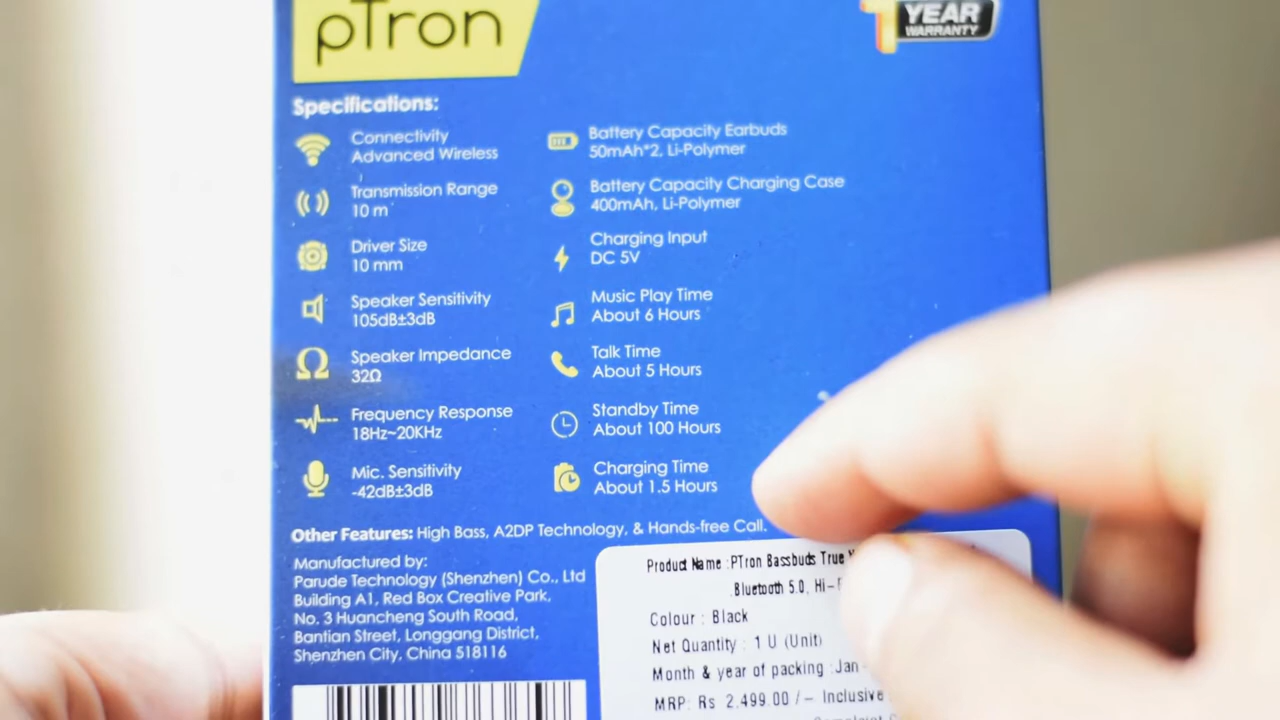 pTron
1 YEAR
WARRANTY
Specifications:
Connectivity
Advanced Wireless
Transmission Range
10 m
Driver Size
10 mm
Speaker Sensitivity
105dB±3dB
Speaker Impedance
32Ω
Frequency Response
18Hz~20KHz
Mic. Sensitivity
-42dB±3dB
Battery Capacity Earbuds
50mAh*2, Li-Polymer
Battery Capacity Charging Case
400mAh, Li-Polymer
Charging Input
DC 5V
Music Play Time
About 6 Hours
Talk Time
About 5 Hours
Standby Time
About 100 Hours
Charging Time
About 1.5 Hours
Other Features: High Bass, A2DP Technology, & Hands-free Call.
Manufactured by:
Parude Technology (Shenzhen) Co., Ltd
Building A1, Red Box Creative Park,
No. 3 Huancheng South Road,
Bantian Street, Longgang District,
Shenzhen City, China 518116
Product Name :PTron Bassbuds True
Bluetooth 5.0, Hi-
Colour : Black
Net Quantity : 1 U (Unit)
Month & year of packing :Jan
MRP: Rs 2.499.00 /- Inclusive